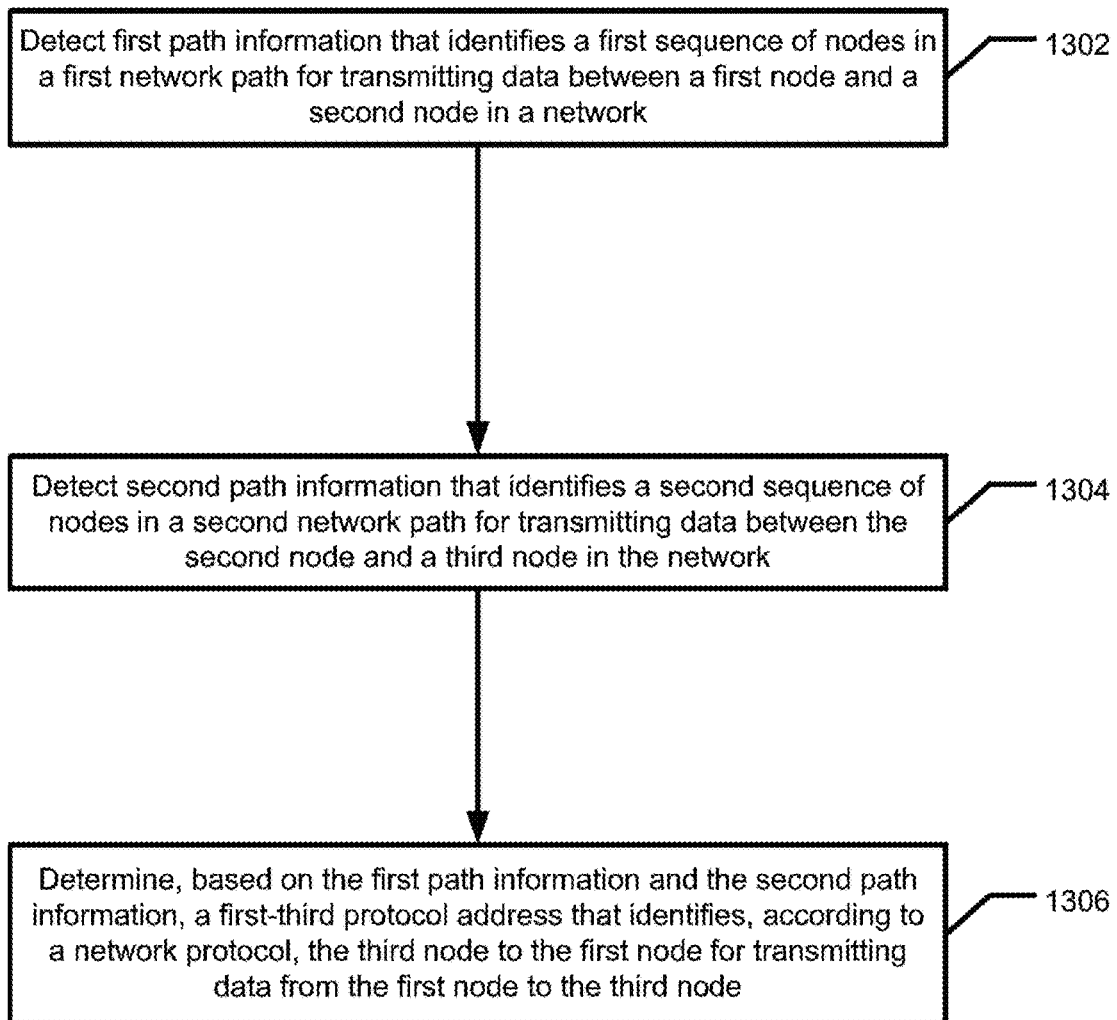 Detect first path information that identifies a first sequence of nodes in
a first network path for transmitting data between a first node and a
second node in a network
1302
Detect second path information that identifies a second sequence of
nodes in a second network path for transmitting data between the
second node and a third node in the network
1304
Determine, based on the first path information and the second path
information, a first-third protocol address that identifies, according to
a network protocol, the third node to the first node for transmitting
data from the first node to the third node
1306